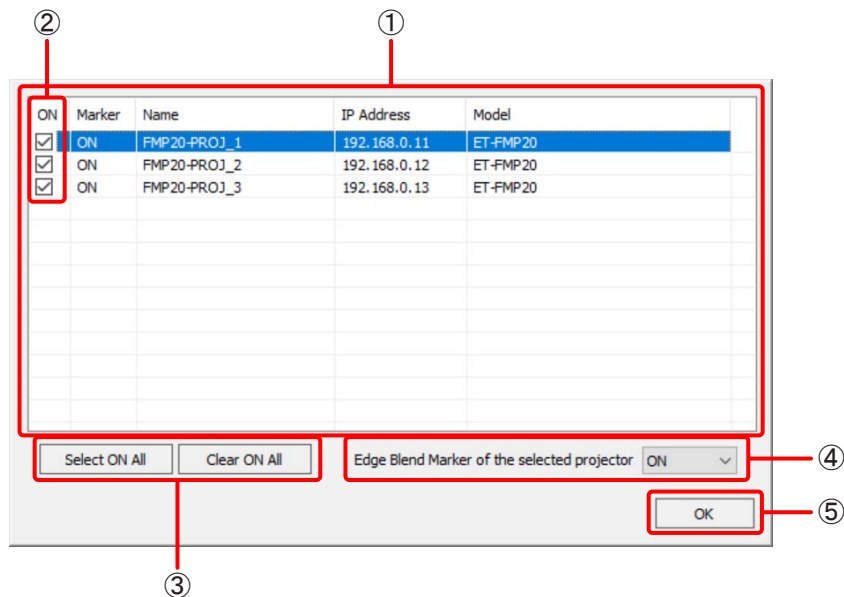 ② ①
ON Marker Name IP Address Model
ON FMP20-PROJ_1 192.168.0.11 ET-FMP20
ON FMP20-PROJ_2 192.168.0.12 ET-FMP20
ON FMP20-PROJ_3 192.168.0.13 ET-FMP20
Select ON All Clear ON All Edge Blend Marker of the selected projector ON ④
OK ⑤
③